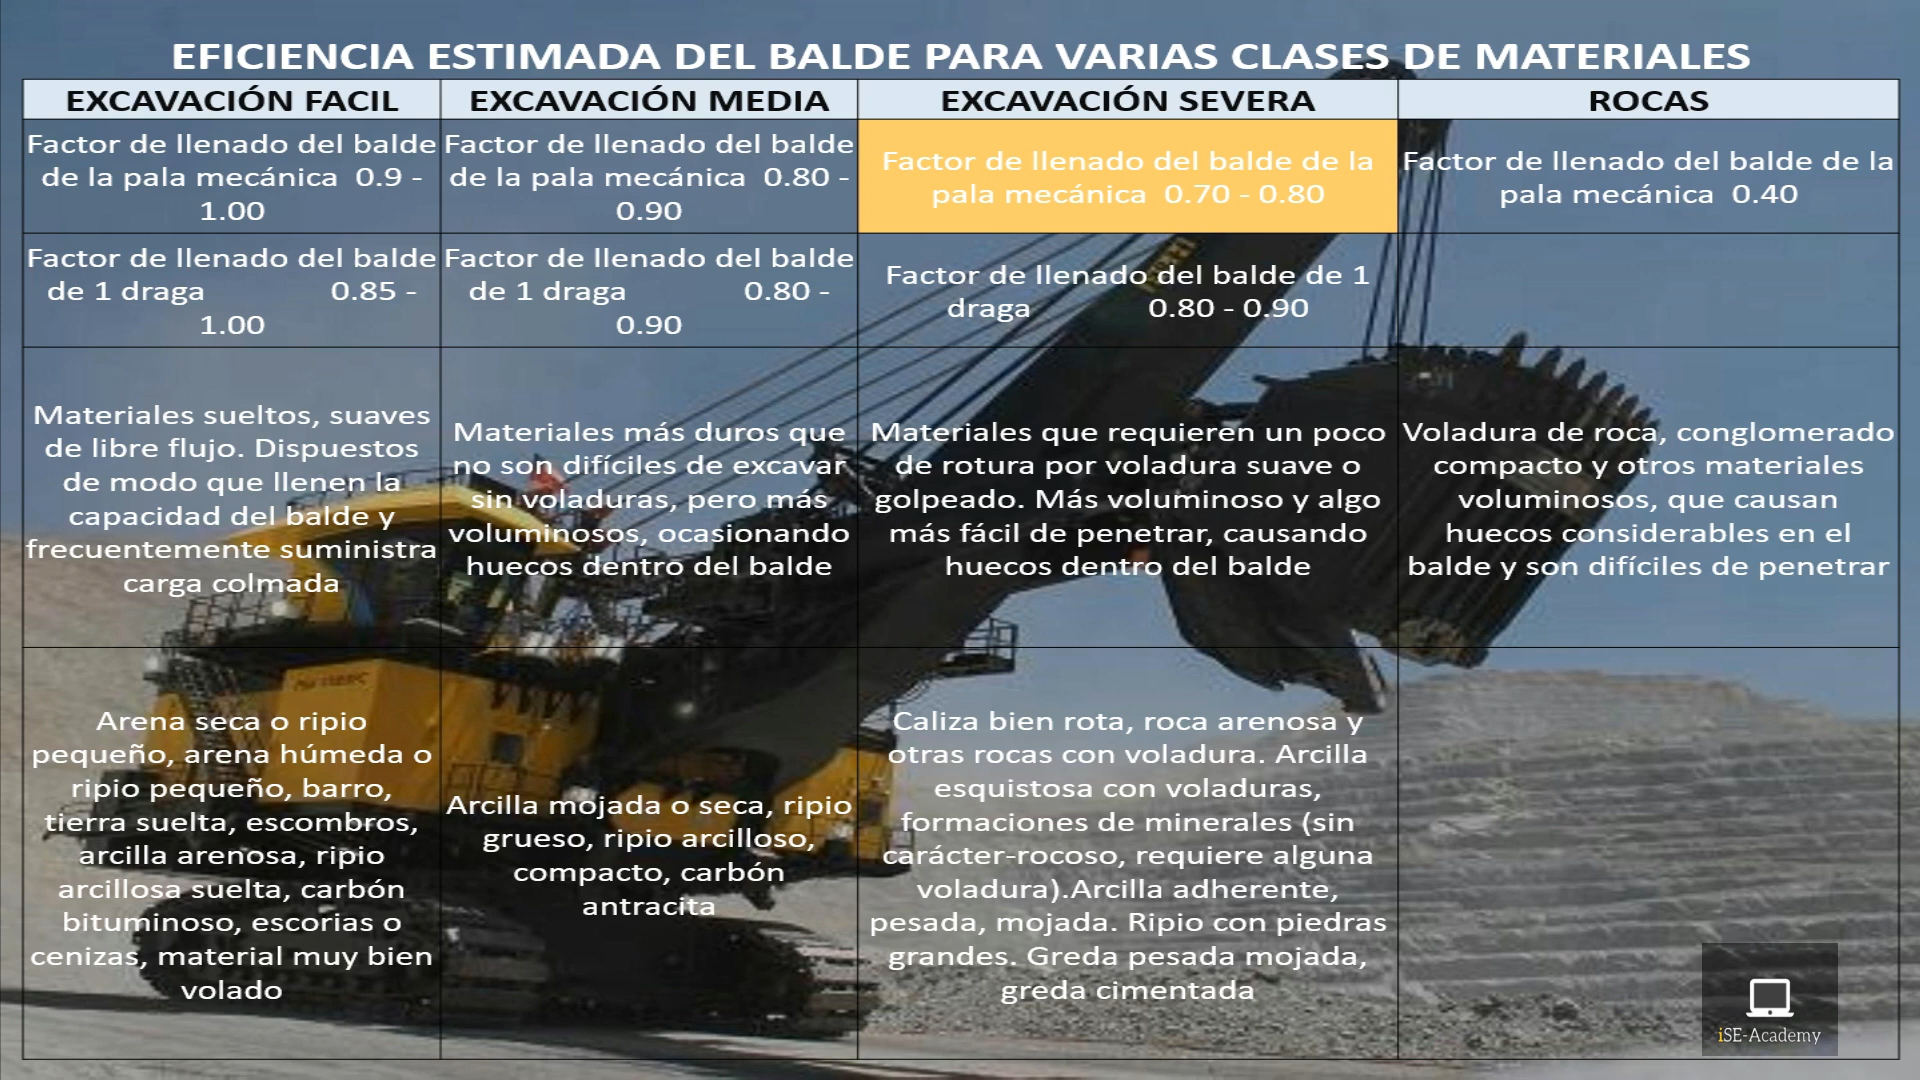 EFICIENCIA ESTIMADA DEL BALDE PARA VARIAS CLASES DE MATERIALES
EXCAVACIÓN FACIL
EXCAVACIÓN MEDIA
EXCAVACIÓN SEVERA
ROCAS
Factor de llenado del balde
de la pala mecánica 0.9 -
1.00
Factor de llenado del balde
de la pala mecánica 0.80 -
0.90
Factor de llenado del balde de la
pala mecánica 0.70 - 0.80
Factor de llenado del balde de la
pala mecánica 0.40
Factor de llenado del balde
de 1 draga 0.85 -
1.00
Factor de llenado del balde
de 1 draga 0.80 -
0.90
Factor de llenado del balde de 1
draga 0.80 - 0.90
Materiales sueltos, suaves
de libre flujo. Dispuestos
de modo que llenen la
capacidad del balde y
frecuentemente suministra
carga colmada
Materiales más duros que
no son difíciles de excavar
sin voladuras, pero más
voluminosos, ocasionando
huecos dentro del balde
Materiales que requieren un poco
de rotura por voladura suave o
golpeado. Más voluminoso y algo
más fácil de penetrar, causando
huecos dentro del balde
Voladura de roca, conglomerado
compacto y otros materiales
voluminosos, que causan
huecos considerables en el
balde y son difíciles de penetrar
Arena seca o ripio
pequeño, arena húmeda o
ripio pequeño, barro,
tierra suelta, escombros,
arcilla arenosa, ripio
arcillosa suelta, carbón
bituminoso, escorias o
cenizas, material muy bien
volado
Arcilla mojada o seca, ripio
grueso, ripio arcilloso,
compacto, carbón
antracita
Caliza bien rota, roca arenosa y
otras rocas con voladura. Arcilla
esquistosa con voladuras,
formaciones de minerales (sin
carácter-rocoso, requiere alguna
voladura).Arcilla adherente,
pesada, mojada. Ripio con piedras
grandes. Greda pesada mojada,
greda cimentada
iSE-Academy